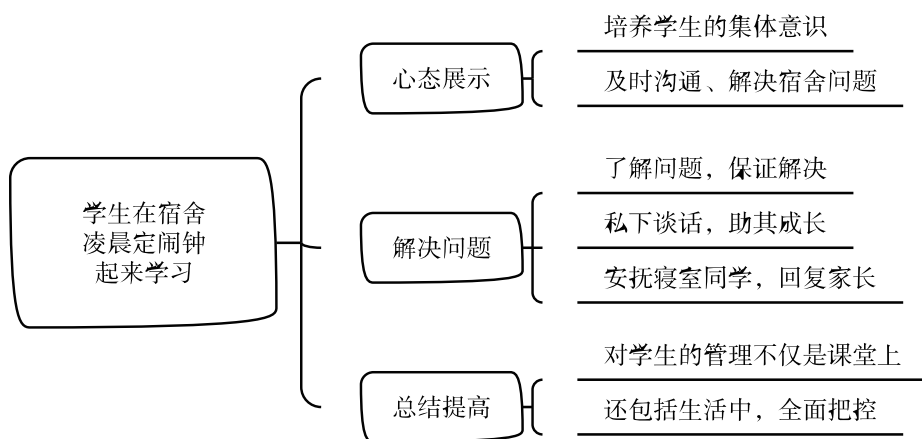 学生在宿舍
凌晨定闹钟
起来学习
心态展示
培养学生的集体意识
及时沟通、解决宿舍问题
解决问题
了解问题，保证解决
私下谈话，助其成长
安抚寝室同学，回复家长
总结提高
对学生的管理不仅是课堂上
还包括生活中，全面把控